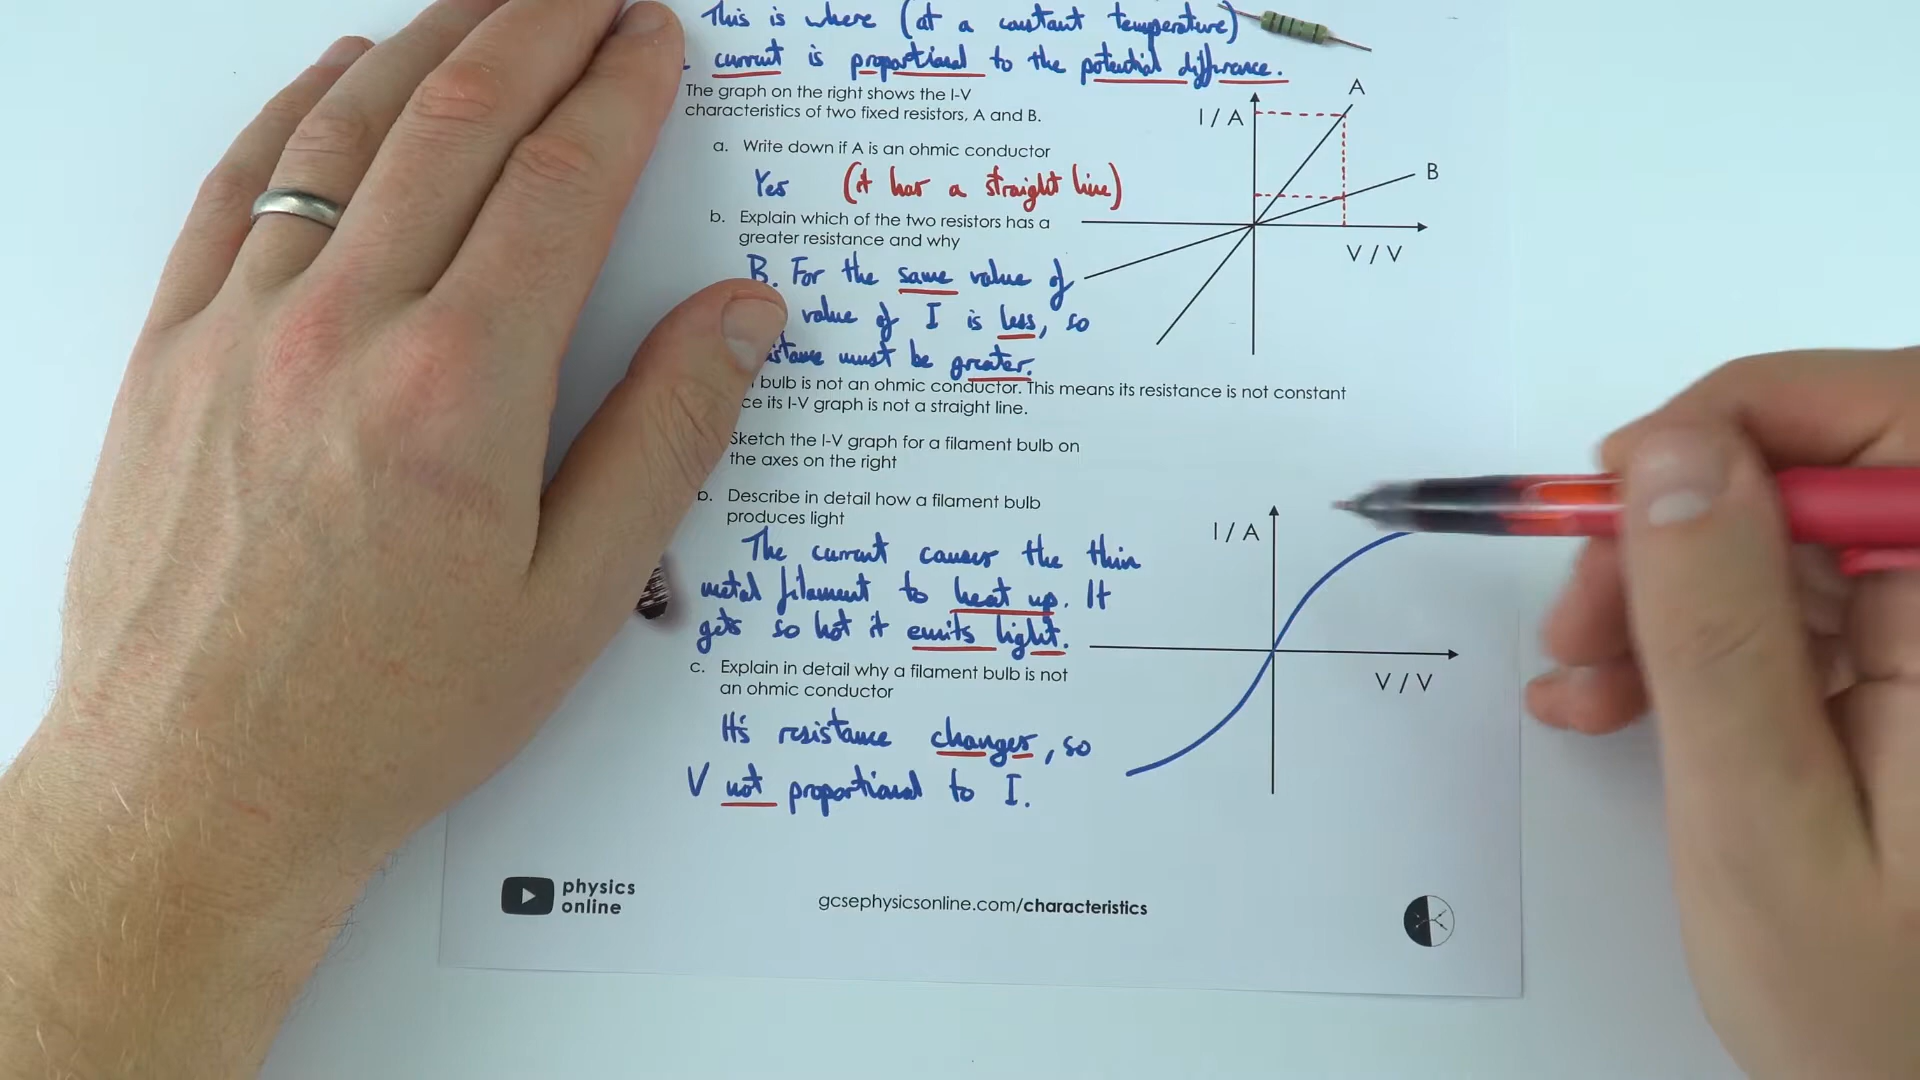 This is where (at a constant temperature)
current is proportional to the potential difference.
The graph on the right shows the I-V
characteristics of two fixed resistors, A and B.
I / A
A
B
V / V
a. Write down if A is an ohmic conductor
Yes (it has a straight line)
b. Explain which of the two resistors has a
greater resistance and why
B. For the same value of
value of I is less, so
must be greater.
bulb is not an ohmic conductor. This means its resistance is not constant
its I-V graph is not a straight line.
Sketch the I-V graph for a filament bulb on
the axes on the right
b. Describe in detail how a filament bulb
produces light
The current causes the thin
metal filament to heat up. It
gets so hot it emits light.
I / A
V / V
c. Explain in detail why a filament bulb is not
an ohmic conductor
It's resistance changes, so
V not proportional to I.
physics
online
gcsephysicsonline.com/characteristics